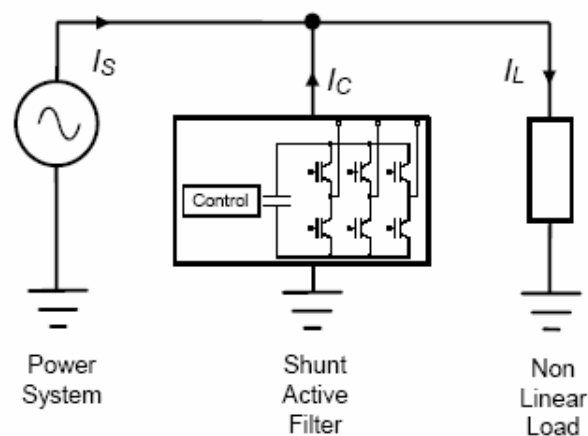 I_S
I_C
I_L
Control
Power
System
Shunt
Active
Filter
Non
Linear
Load